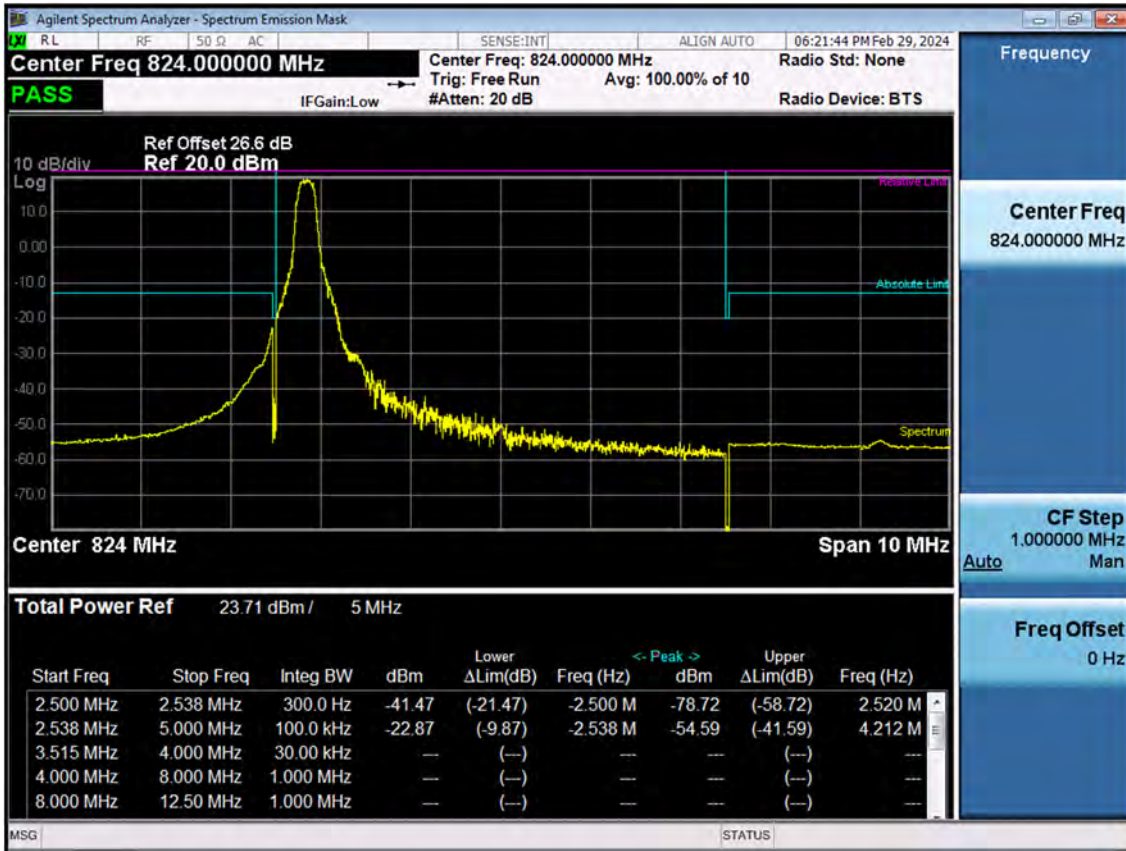 Agilent Spectrum Analyzer - Spectrum Emission Mask
LXI RL RF 50 Ω AC SENSE:INT ALIGN AUTO 06:21:44 PM Feb 29, 2024
Center Freq 824.000000 MHz
Center Freq: 824.000000 MHz
Radio Std: None
Trig: Free Run Avg: 100.00% of 10
PASS
IFGain:Low
#Atten: 20 dB
Radio Device: BTS
Ref Offset 26.6 dB
10 dB/div Ref 20.0 dBm
Log
Relative Limit
10.0
0.00
-10.0
Absolute Limit
-20.0
-30.0
-40.0
-50.0
Spectrum
-60.0
-70.0
Center 824 MHz
Span 10 MHz
Total Power Ref 23.71 dBm / 5 MHz
Lower <- Peak -> Upper
Start Freq Stop Freq Integ BW dBm ΔLim(dB) Freq (Hz) dBm ΔLim(dB) Freq (Hz)
2.500 MHz 2.538 MHz 300.0 Hz -41.47 (-21.47) -2.500 M -78.72 (-58.72) 2.520 M
2.538 MHz 5.000 MHz 100.0 kHz -22.87 (-9.87) -2.538 M -54.59 (-41.59) 4.212 M
3.515 MHz 4.000 MHz 30.00 kHz --- (---) --- --- (---) ---
4.000 MHz 8.000 MHz 1.000 MHz --- (---) --- --- (---) ---
8.000 MHz 12.50 MHz 1.000 MHz --- (---) --- --- (---) ---
MSG
STATUS
Frequency
Center Freq
824.000000 MHz
CF Step
1.000000 MHz
Auto Man
Freq Offset
0 Hz